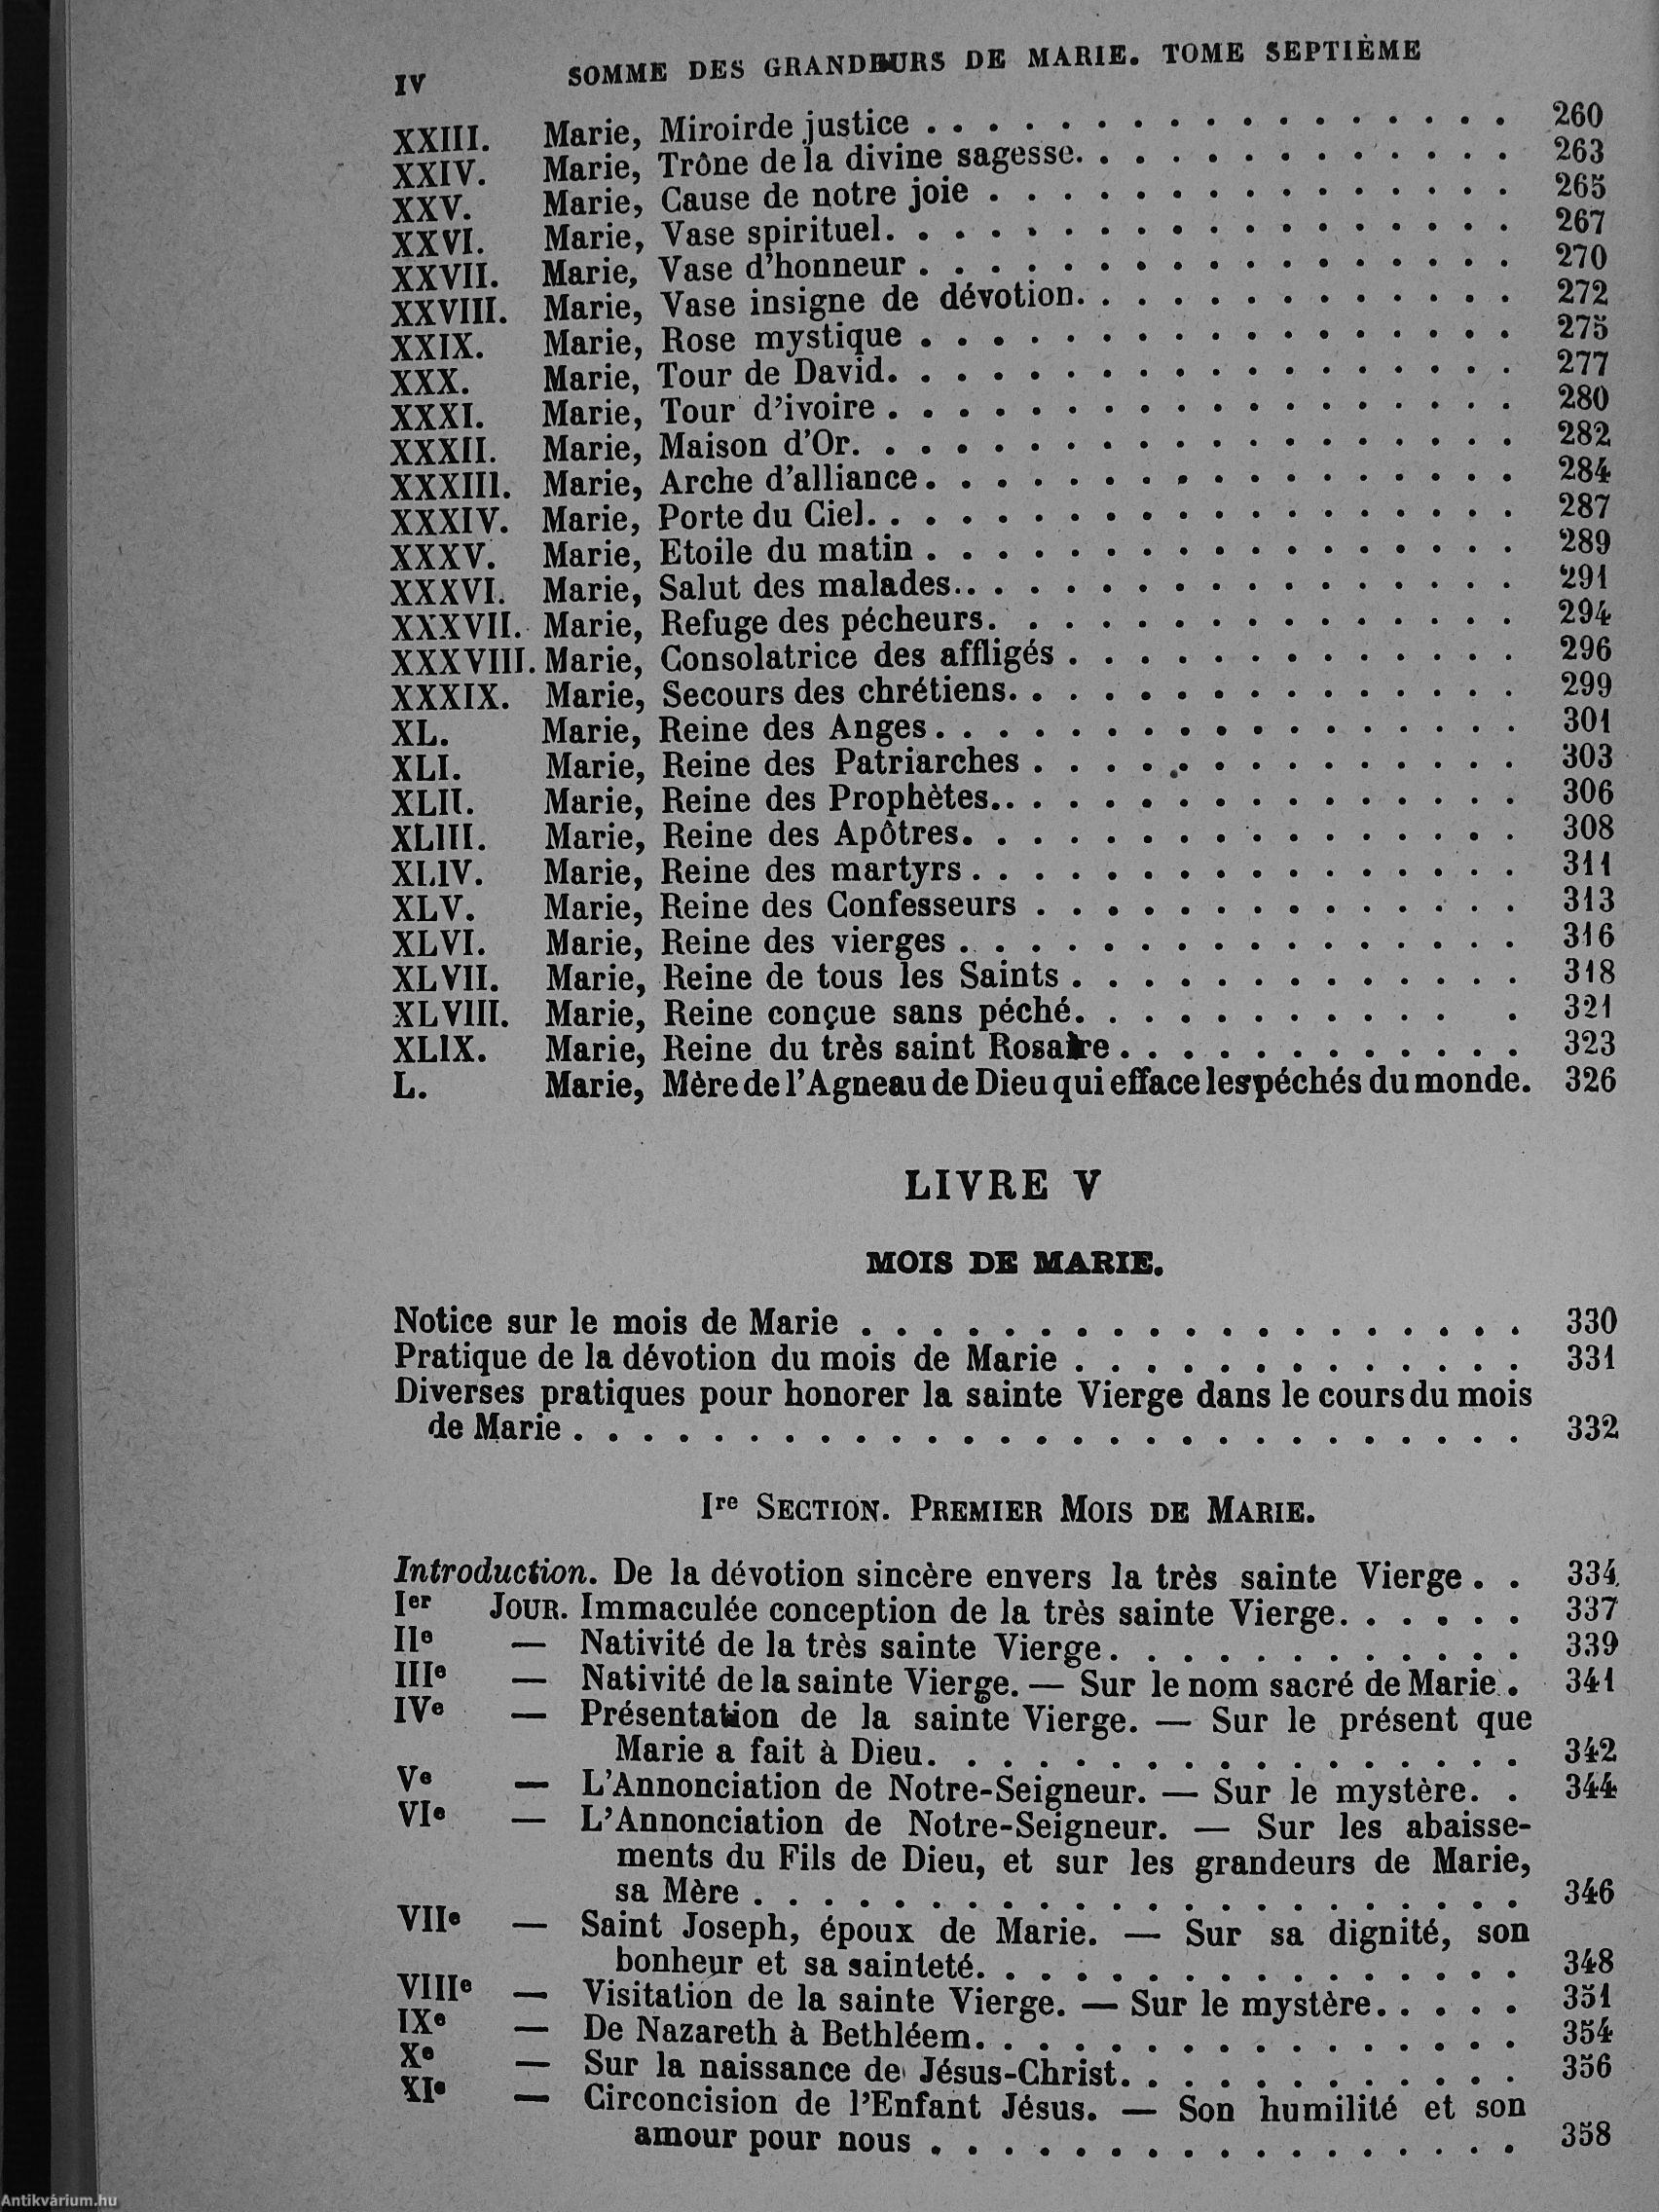 IV SOMME DES GRANDEURS DE MARIE. TOME SEPTIÈME
XXIII. Marie, Miroirde justice . . . . . . . . . . . . . . . . . 260
XXIV. Marie, Trône de la divine sagesse. . . . . . . . . . . . . 263
XXV. Marie, Cause de notre joie . . . . . . . . . . . . . . . 265
XXVI. Marie, Vase spirituel. . . . . . . . . . . . . . . . . . 267
XXVII. Marie, Vase d'honneur . . . . . . . . . . . . . . . . . 270
XXVIII. Marie, Vase insigne de dévotion. . . . . . . . . . . . . 272
XXIX. Marie, Rose mystique . . . . . . . . . . . . . . . . . 275
XXX. Marie, Tour de David. . . . . . . . . . . . . . . . . . 277
XXXI. Marie, Tour d'ivoire . . . . . . . . . . . . . . . . . . 280
XXXII. Marie, Maison d'Or. . . . . . . . . . . . . . . . . . . 282
XXXIII. Marie, Arche d'alliance . . . . . . . . . . . . . . . . . 284
XXXIV. Marie, Porte du Ciel. . . . . . . . . . . . . . . . . . . 287
XXXV. Marie, Etoile du matin . . . . . . . . . . . . . . . . . 289
XXXVI. Marie, Salut des malades.. . . . . . . . . . . . . . . . 291
XXXVII. Marie, Refuge des pécheurs. . . . . . . . . . . . . . . 294
XXXVIII. Marie, Consolatrice des affligés . . . . . . . . . . . . . 296
XXXIX. Marie, Secours des chrétiens. . . . . . . . . . . . . . . 299
XL. Marie, Reine des Anges. . . . . . . . . . . . . . . . . 301
XLI. Marie, Reine des Patriarches . . . . . . . . . . . . . . 303
XLII. Marie, Reine des Prophètes.. . . . . . . . . . . . . . . 306
XLIII. Marie, Reine des Apôtres. . . . . . . . . . . . . . . . 308
XLIV. Marie, Reine des martyrs . . . . . . . . . . . . . . . . 311
XLV. Marie, Reine des Confesseurs . . . . . . . . . . . . . . 313
XLVI. Marie, Reine des vierges . . . . . . . . . . . . . . . . 316
XLVII. Marie, Reine de tous les Saints . . . . . . . . . . . . . 318
XLVIII. Marie, Reine conçue sans péché. . . . . . . . . . . . 321
XLIX. Marie, Reine du très saint Rosaire . . . . . . . . . . . . 323
L. Marie, Mère de l'Agneau de Dieu qui efface les péchés du monde. 326
LIVRE V
MOIS DE MARIE.
Notice sur le mois de Marie . . . . . . . . . . . . . . . . . . . 330
Pratique de la dévotion du mois de Marie . . . . . . . . . . . . . 331
Diverses pratiques pour honorer la sainte Vierge dans le cours du mois
de Marie . . . . . . . . . . . . . . . . . . . . . . . . . . . 332
Ire SECTION. PREMIER MOIS DE MARIE.
Introduction. De la dévotion sincère envers la très sainte Vierge . . 334
Ier JOUR. Immaculée conception de la très sainte Vierge. . . . . . 337
IIe — Nativité de la très sainte Vierge. . . . . . . . . . . . 339
IIIe — Nativité de la sainte Vierge. — Sur le nom sacré de Marie . 341
IVe — Présentation de la sainte Vierge. — Sur le présent que
Marie a fait à Dieu. . . . . . . . . . . . . . . . . . 342
Ve — L'Annonciation de Notre-Seigneur. — Sur le mystère. . 344
VIe — L'Annonciation de Notre-Seigneur. — Sur les abaisse-
ments du Fils de Dieu, et sur les grandeurs de Marie,
sa Mère . . . . . . . . . . . . . . . . . . . . . . 346
VIIe — Saint Joseph, époux de Marie. — Sur sa dignité, son
bonheur et sa sainteté. . . . . . . . . . . . . . . . 348
VIIIe — Visitation de la sainte Vierge. — Sur le mystère. . . . . 351
IXe — De Nazareth à Bethléem. . . . . . . . . . . . . . . . 354
Xe — Sur la naissance de Jésus-Christ. . . . . . . . . . . . 356
XIe — Circoncision de l'Enfant Jésus. — Son humilité et son
amour pour nous . . . . . . . . . . . . . . . . . 358
Antikvárium.hu